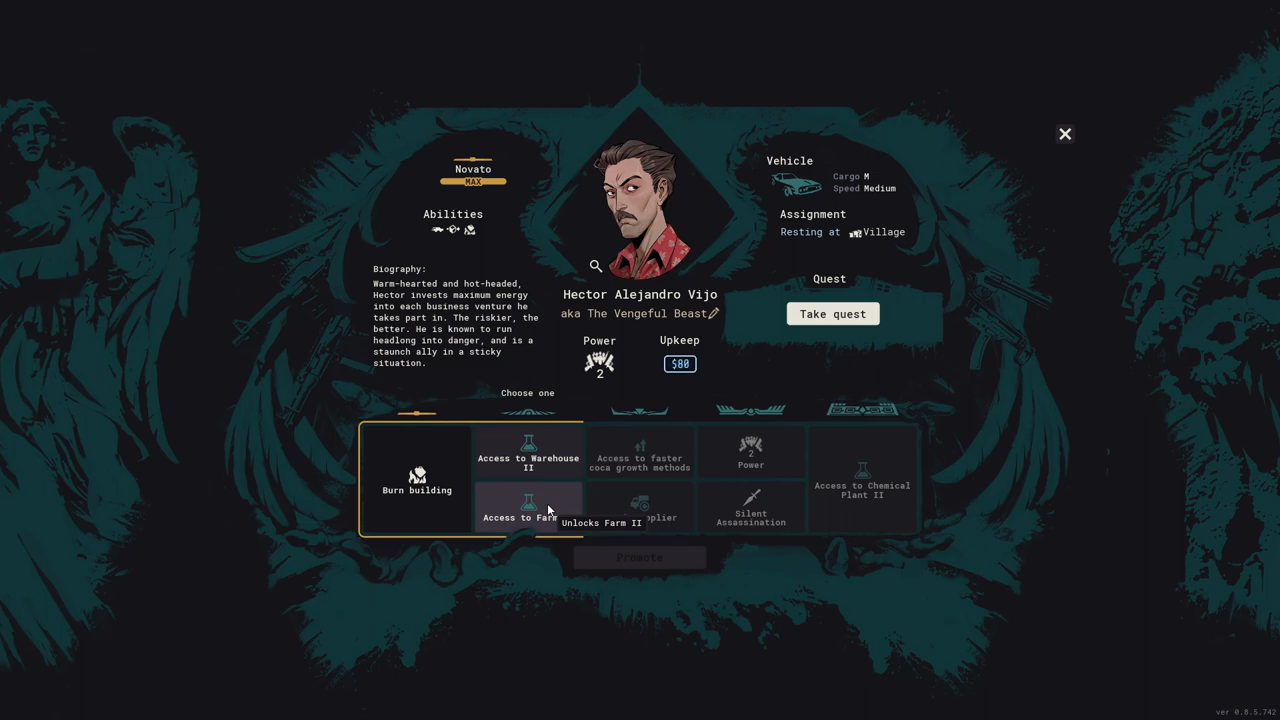 Novato
MAX
Abilities
Biography:
Warm-hearted and hot-headed,
Hector invests maximum energy
into each business venture he
takes part in. The riskier, the
better. He is known to run
headlong into danger, and is a
staunch ally in a sticky
situation.
Hector Alejandro Vijo
aka The Vengeful Beast
Power
2
Upkeep
$80
Vehicle
Cargo M
Speed Medium
Assignment
Resting at Village
Quest
Take quest
Choose one
Burn building
Access to Warehouse
II
Access to Farm
Unlocks Farm II
Access to faster
coca growth methods
2
Power
Silent
Assassination
Access to Chemical
Plant II
Promote
ver 0.8.5.742